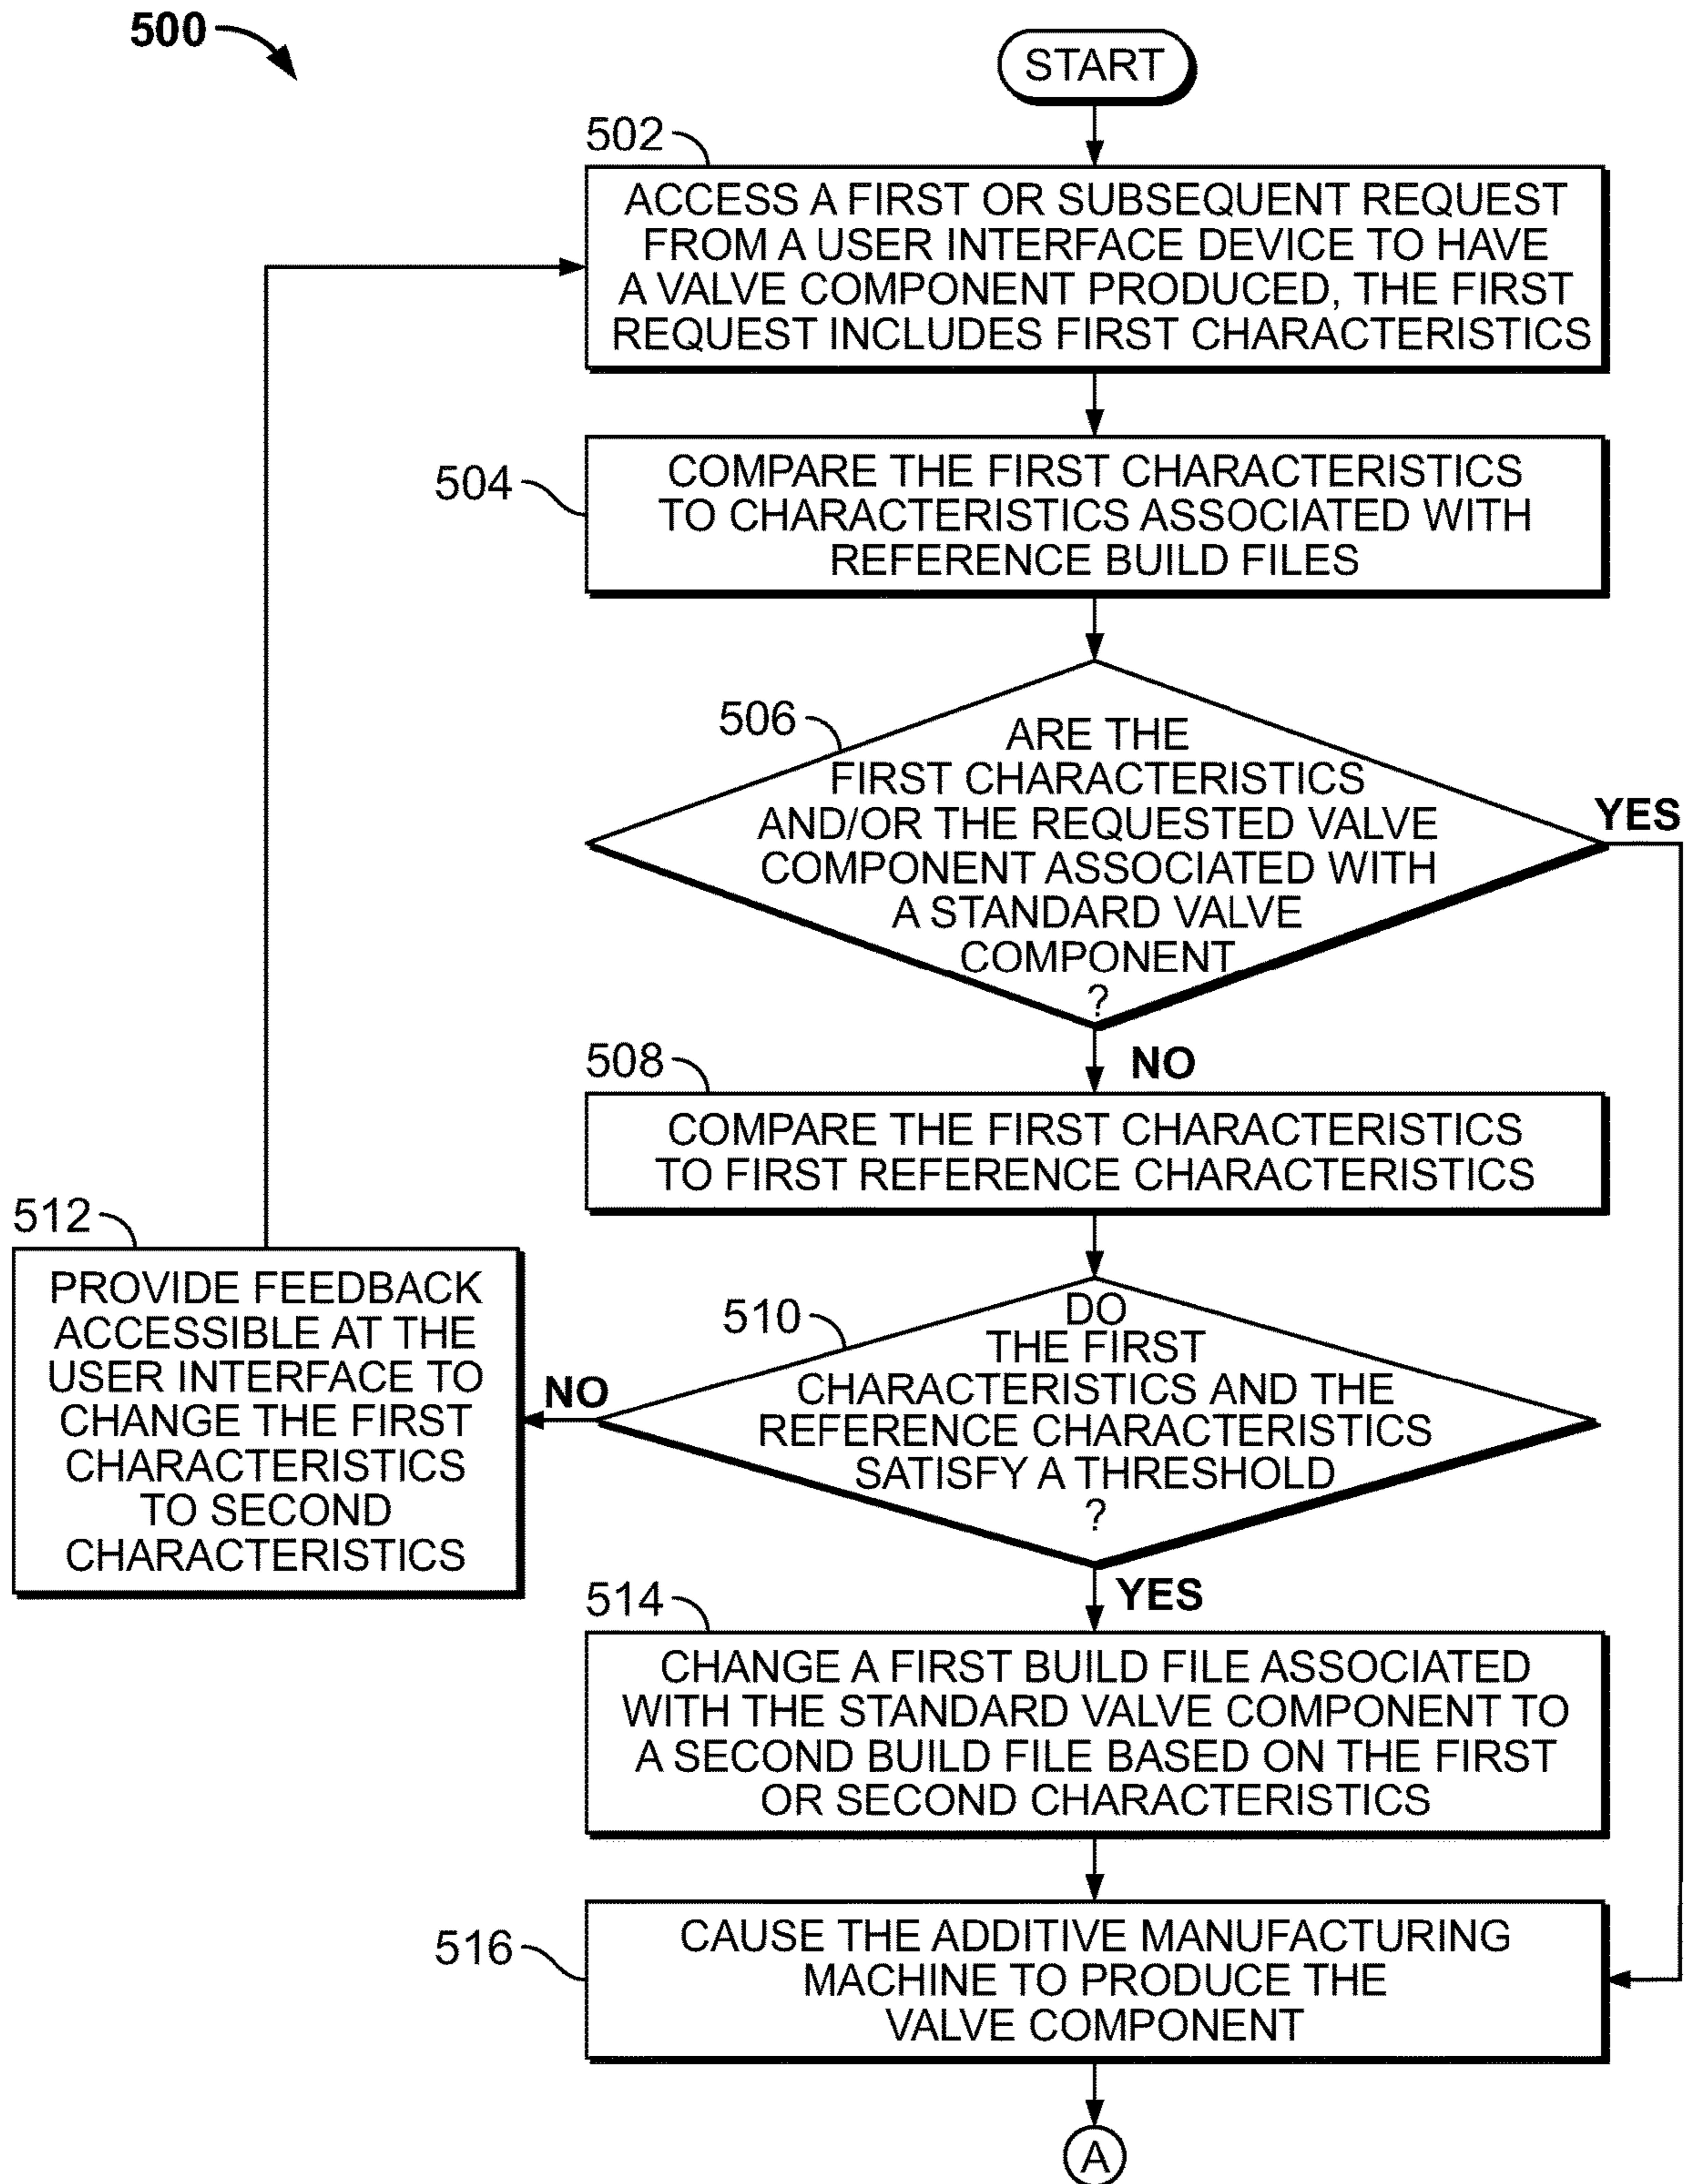 500
START
502
ACCESS A FIRST OR SUBSEQUENT REQUEST
FROM A USER INTERFACE DEVICE TO HAVE
A VALVE COMPONENT PRODUCED, THE FIRST
REQUEST INCLUDES FIRST CHARACTERISTICS
504
COMPARE THE FIRST CHARACTERISTICS
TO CHARACTERISTICS ASSOCIATED WITH
REFERENCE BUILD FILES
506
ARE THE
FIRST CHARACTERISTICS
AND/OR THE REQUESTED VALVE
COMPONENT ASSOCIATED WITH
A STANDARD VALVE
COMPONENT
?
YES
NO
508
COMPARE THE FIRST CHARACTERISTICS
TO FIRST REFERENCE CHARACTERISTICS
510
DO
THE FIRST
CHARACTERISTICS AND THE
REFERENCE CHARACTERISTICS
SATISFY A THRESHOLD
?
NO
512
PROVIDE FEEDBACK
ACCESSIBLE AT THE
USER INTERFACE TO
CHANGE THE FIRST
CHARACTERISTICS
TO SECOND
CHARACTERISTICS
YES
514
CHANGE A FIRST BUILD FILE ASSOCIATED
WITH THE STANDARD VALVE COMPONENT TO
A SECOND BUILD FILE BASED ON THE FIRST
OR SECOND CHARACTERISTICS
516
CAUSE THE ADDITIVE MANUFACTURING
MACHINE TO PRODUCE THE
VALVE COMPONENT
A